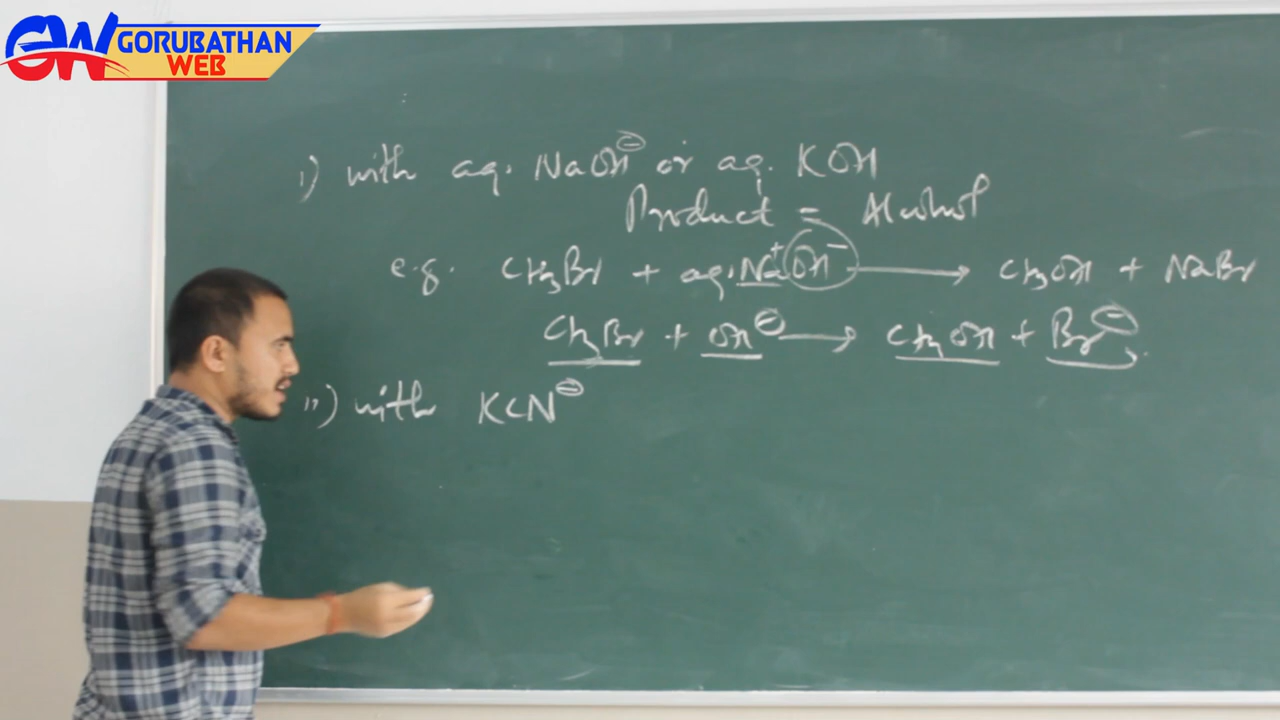 GORUBATHAN
WEB
i) with aq. NaOH⊖ or aq. KOH
Product = Alcohol
e.g. CH3Br + aq. Na+OH- → CH3OH + NaBr
CH3Br + OH⊖ → CH3OH + Br⊖
ii) with KCN⊖